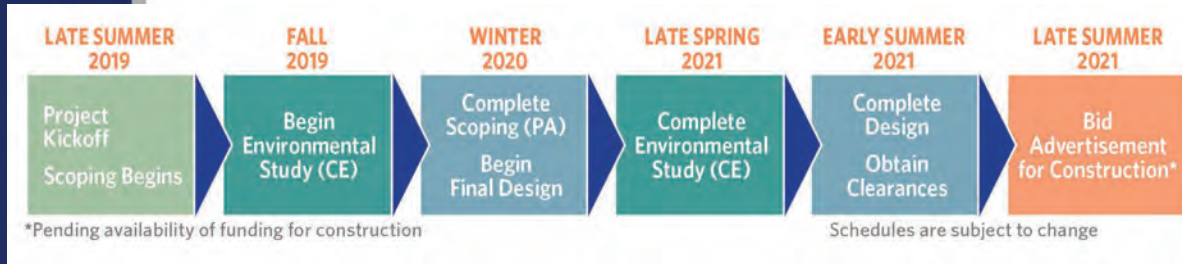 LATE SUMMER
2019
FALL
2019
WINTER
2020
LATE SPRING
2021
EARLY SUMMER
2021
LATE SUMMER
2021
Project
Kickoff
Scoping Begins
Begin
Environmental
Study (CE)
Complete
Scoping (PA)
Begin
Final Design
Complete
Environmental
Study (CE)
Complete
Design
Obtain
Clearances
Bid
Advertisement
for Construction*
*Pending availability of funding for construction
Schedules are subject to change